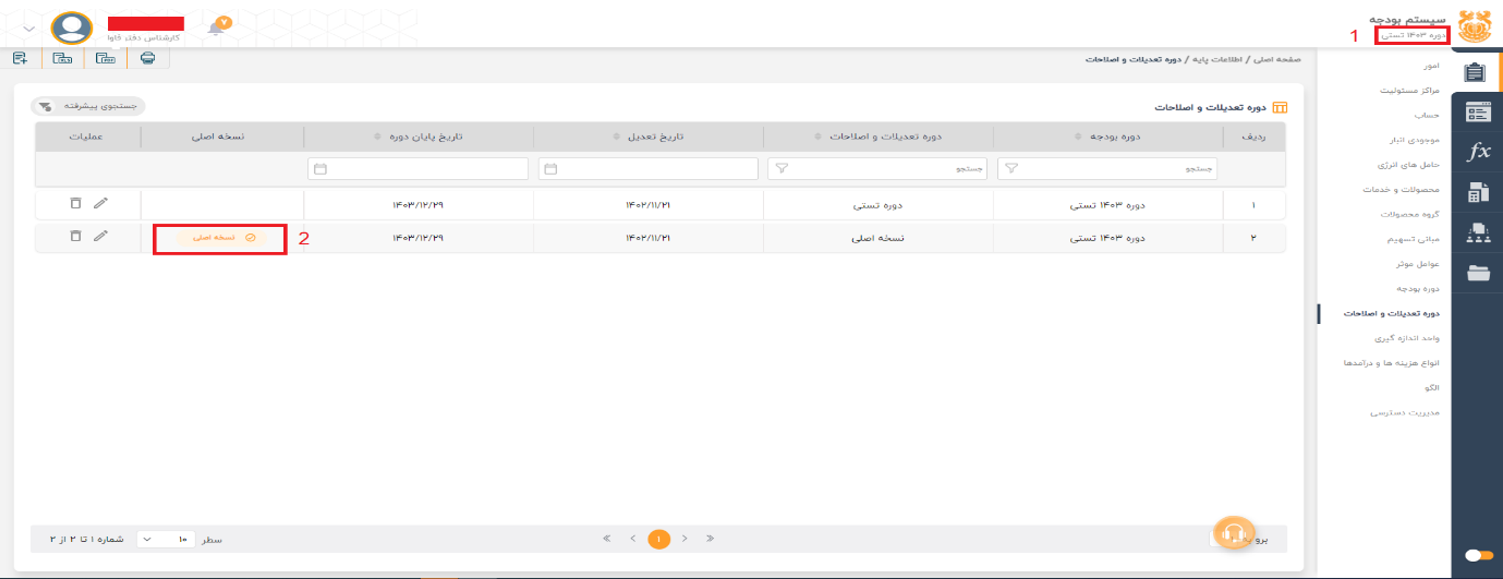 سیستم بودجه
دوره ۱۴۰۳ تستی
1
۷
کارشناس دفتر فاوا
صفحه اصلی / اطلاعات پایه / دوره تعدیلات و اصلاحات
XLS
PDF
امور
مراکز مسئولیت
حساب
موجودی انبار
حامل های انرژی
محصولات و خدمات
گروه محصولات
مبانی تسهیم
عوامل موثر
دوره بودجه
دوره تعدیلات و اصلاحات
واحد اندازه گیری
انواع هزینه ها و درآمدها
الگو
مدیریت دسترسی
fx
دوره تعدیلات و اصلاحات
جستجوی پیشرفته
ردیف دوره بودجه دوره تعدیلات و اصلاحات تاریخ تعدیل تاریخ پایان دوره نسخه اصلی عملیات
جستجو جستجو
۱ دوره ۱۴۰۳ تستی دوره تستی ۱۴۰۲/۱۱/۲۱ ۱۴۰۳/۱۲/۲۹
۲ دوره ۱۴۰۳ تستی نسخه اصلی ۱۴۰۲/۱۱/۲۱ ۱۴۰۳/۱۲/۲۹ 2 نسخه اصلی
برو به ۱ سطر ۱۰ شماره ۱ تا ۲ از ۲